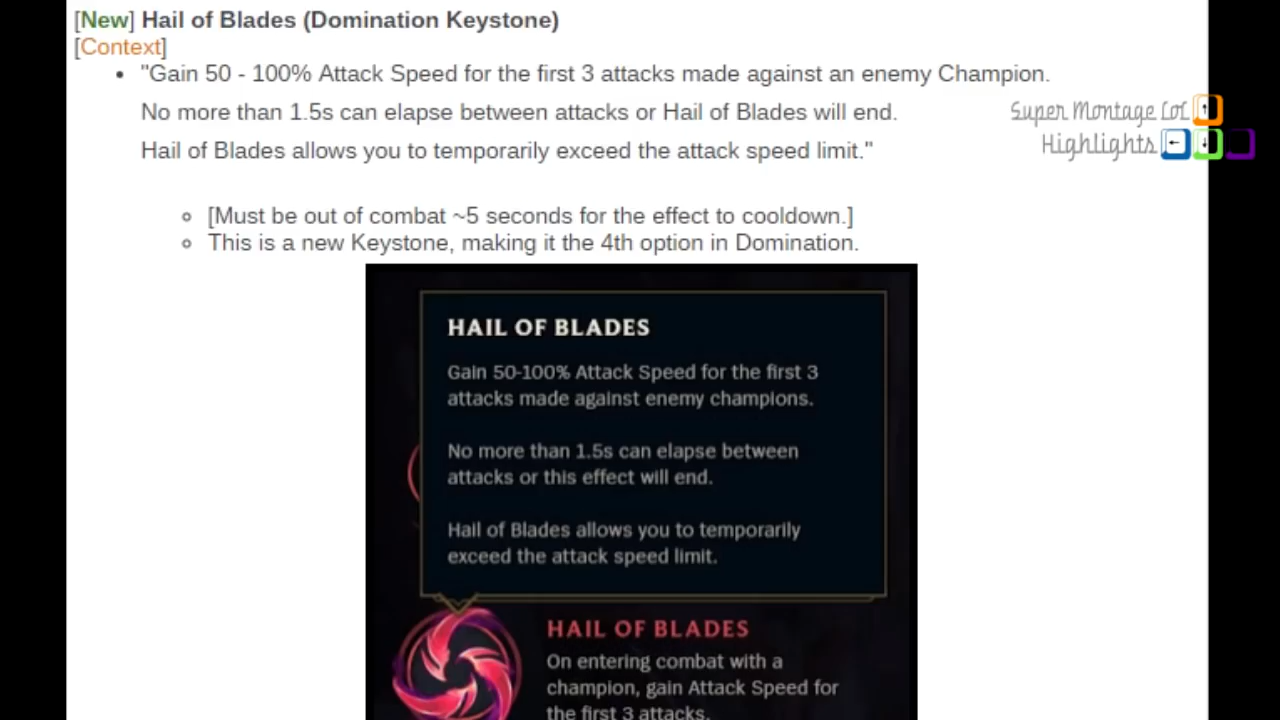 [New] Hail of Blades (Domination Keystone)
[Context]
• "Gain 50 - 100% Attack Speed for the first 3 attacks made against an enemy Champion.
No more than 1.5s can elapse between attacks or Hail of Blades will end.
Hail of Blades allows you to temporarily exceed the attack speed limit."
Super Montage LoL
Highlights
◦ [Must be out of combat ~5 seconds for the effect to cooldown.]
◦ This is a new Keystone, making it the 4th option in Domination.
HAIL OF BLADES
Gain 50-100% Attack Speed for the first 3
attacks made against enemy champions.
No more than 1.5s can elapse between
attacks or this effect will end.
Hail of Blades allows you to temporarily
exceed the attack speed limit.
HAIL OF BLADES
On entering combat with a
champion, gain Attack Speed for
the first 3 attacks.